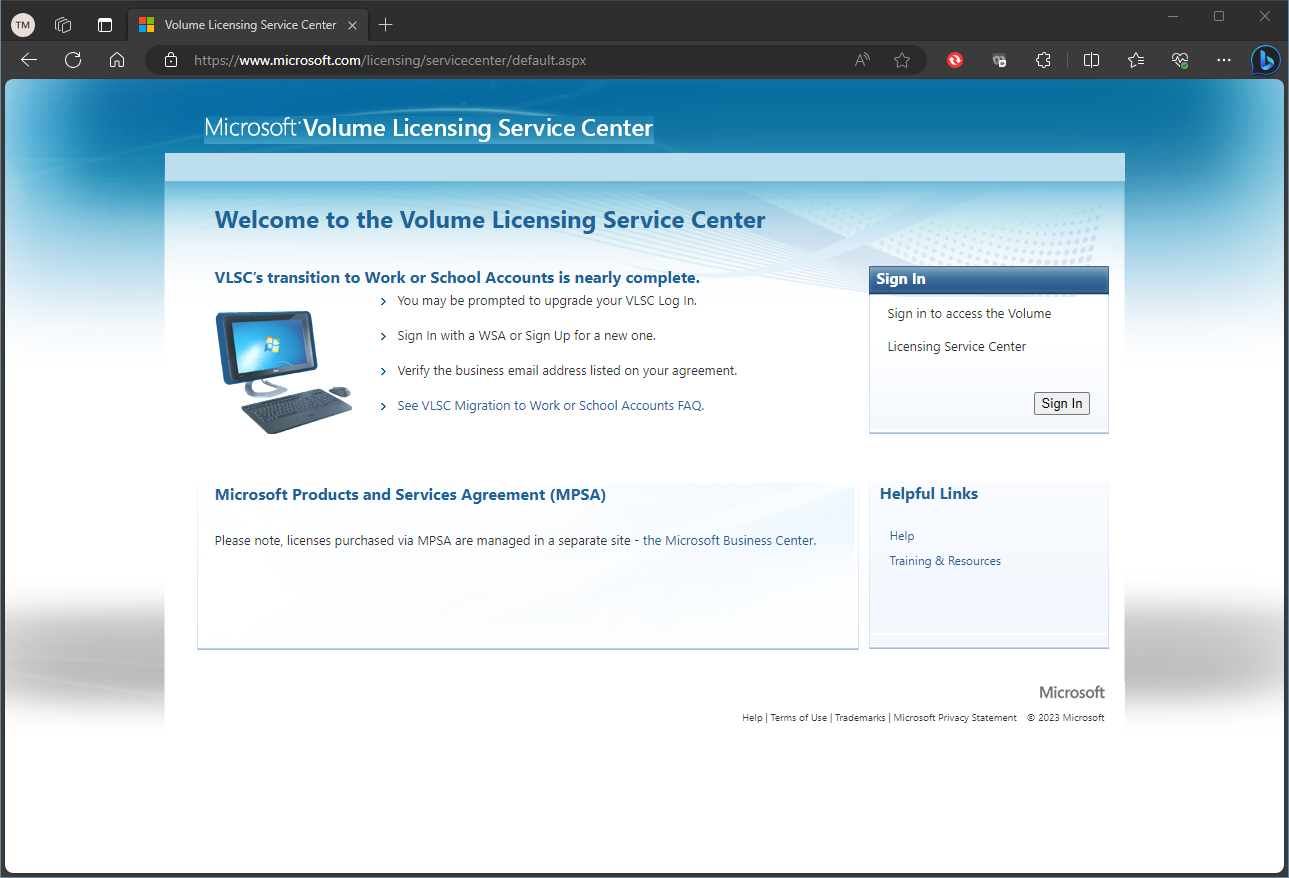 TM
Volume Licensing Service Center
https://www.microsoft.com/licensing/servicecenter/default.aspx
Microsoft Volume Licensing Service Center
Welcome to the Volume Licensing Service Center
VLSC's transition to Work or School Accounts is nearly complete.
You may be prompted to upgrade your VLSC Log In.
Sign In with a WSA or Sign Up for a new one.
Verify the business email address listed on your agreement.
See VLSC Migration to Work or School Accounts FAQ.
Sign In
Sign in to access the Volume
Licensing Service Center
Sign In
Microsoft Products and Services Agreement (MPSA)
Please note, licenses purchased via MPSA are managed in a separate site - the Microsoft Business Center.
Helpful Links
Help
Training & Resources
Microsoft
Help | Terms of Use | Trademarks | Microsoft Privacy Statement © 2023 Microsoft